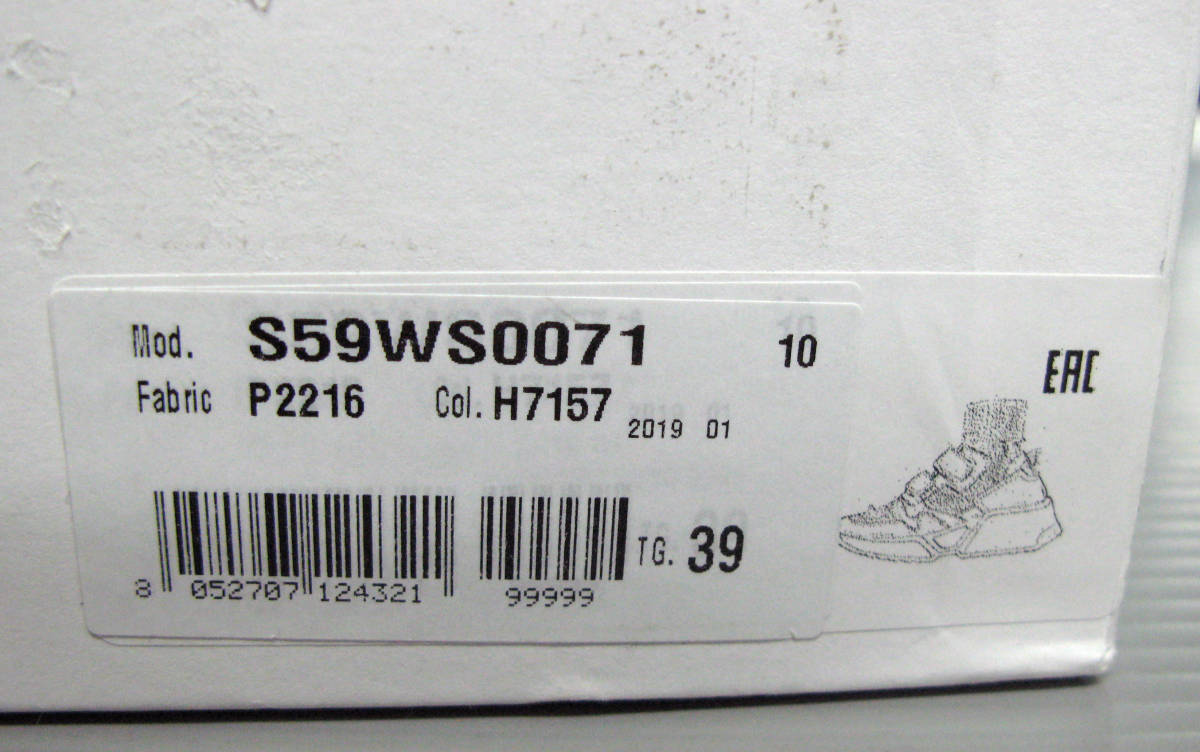 Mod. S59WS0071 10
EAC
Fabric P2216 Col. H7157 2019 01
TG. 39
8 052707 124321 99999